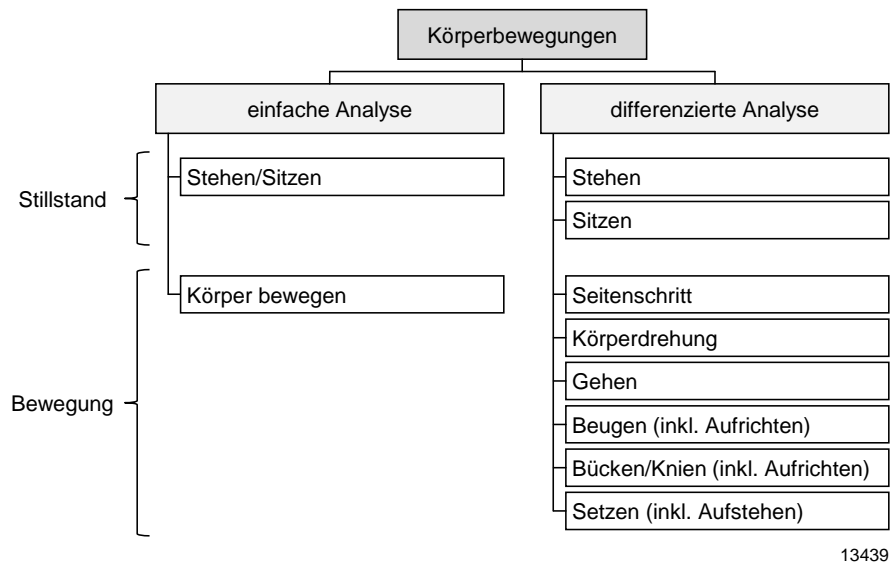 Körperbewegungen
einfache Analyse
differenzierte Analyse
Stillstand
Stehen/Sitzen
Stehen
Sitzen
Bewegung
Körper bewegen
Seitenschritt
Körperdrehung
Gehen
Beugen (inkl. Aufrichten)
Bücken/Knien (inkl. Aufrichten)
Setzen (inkl. Aufstehen)
13439